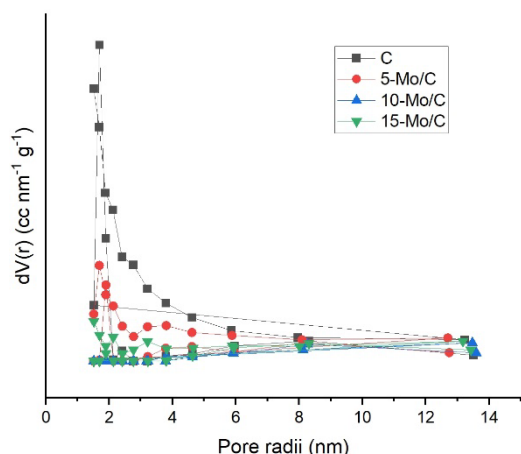 C
5-Mo/C
10-Mo/C
15-Mo/C
dV(r) (cc nm⁻¹ g⁻¹)
0 2 4 6 8 10 12 14
Pore radii (nm)